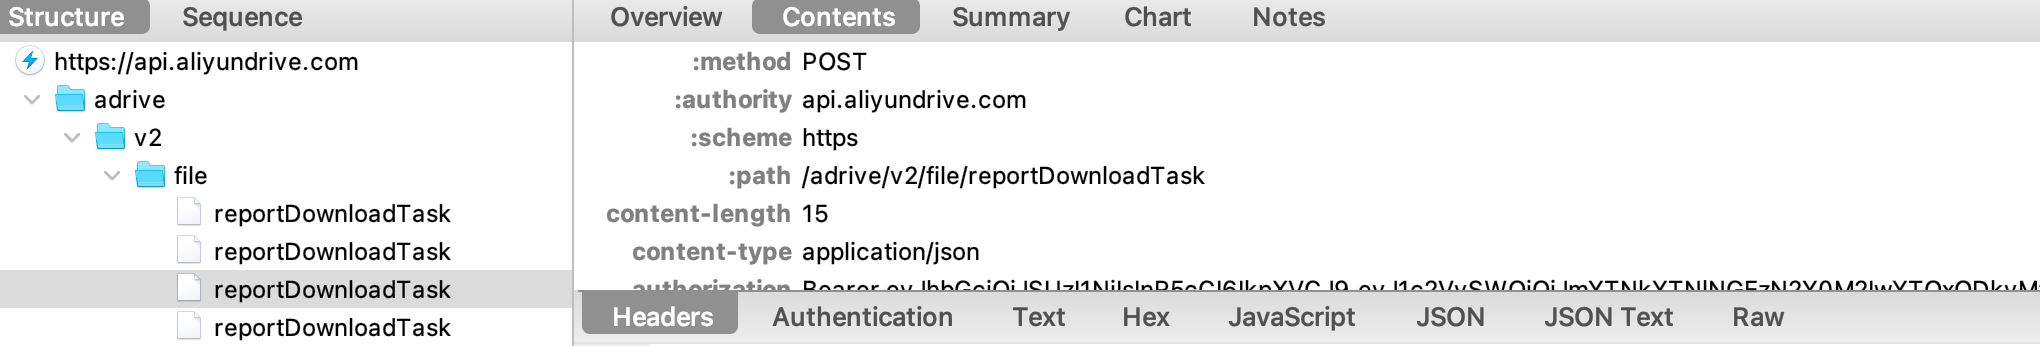 Structure
Sequence
https://api.aliyundrive.com
adrive
v2
file
reportDownloadTask
reportDownloadTask
reportDownloadTask
reportDownloadTask
Overview
Contents
Summary
Chart
Notes
:method POST
:authority api.aliyundrive.com
:scheme https
:path /adrive/v2/file/reportDownloadTask
content-length 15
content-type application/json
authorization Bearer
Headers
Authentication
Text
Hex
JavaScript
JSON
JSON Text
Raw